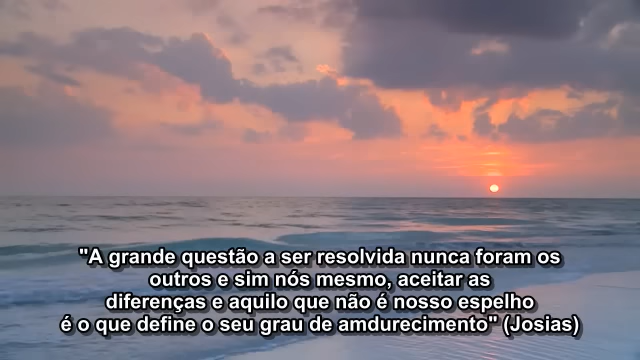 "A grande questão a ser resolvida nunca foram os
outros e sim nós mesmo, aceitar as
diferenças e aquilo que não é nosso espelho
é o que define o seu grau de amdurecimento" (Josias)